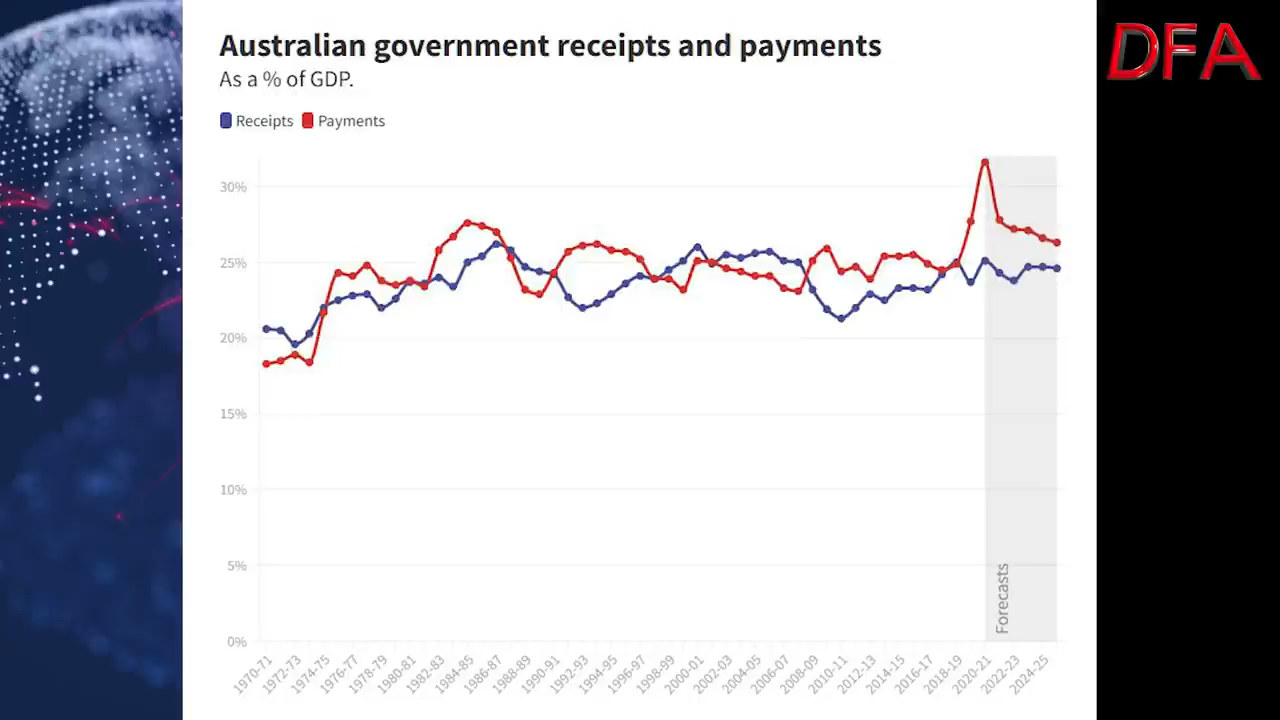 Australian government receipts and payments
DFA
As a % of GDP.
Receipts Payments
30%
25%
20%
15%
10%
5%
0%
Forecasts
1970-71 1972-73 1974-75 1976-77 1978-79 1980-81 1982-83 1984-85 1986-87 1988-89 1990-91 1992-93 1994-95 1996-97 1998-99 2000-01 2002-03 2004-05 2006-07 2008-09 2010-11 2012-13 2014-15 2016-17 2018-19 2020-21 2022-23 2024-25